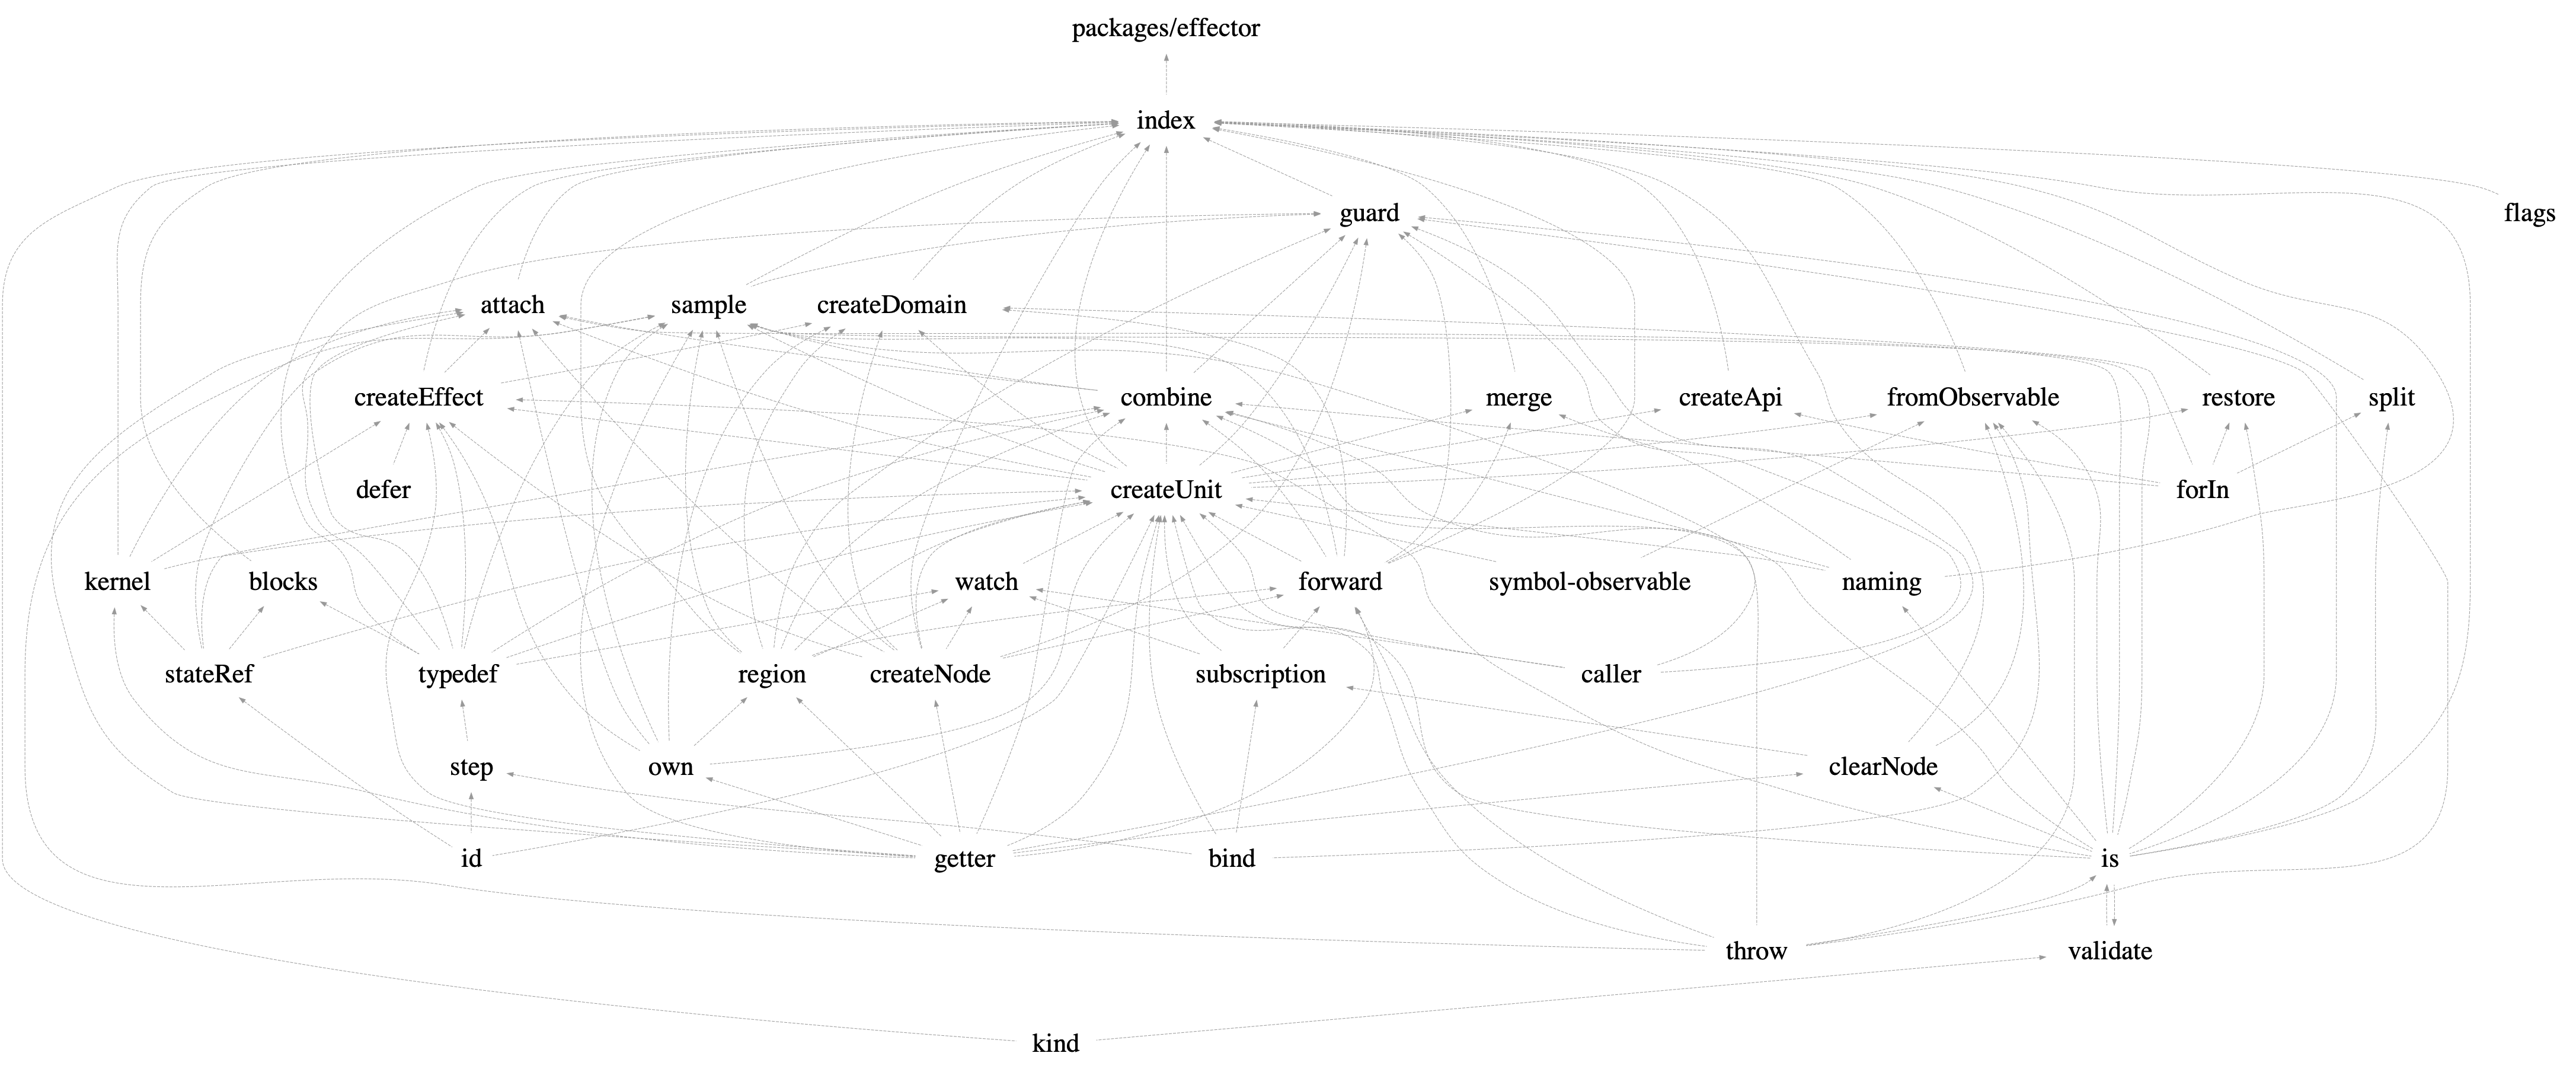 packages/effector
index
guard
flags
attach
sample
createDomain
createEffect
combine
merge
createApi
fromObservable
restore
split
defer
createUnit
forIn
kernel
blocks
watch
forward
symbol-observable
naming
stateRef
typedef
region
createNode
subscription
caller
step
own
clearNode
id
getter
bind
is
throw
validate
kind